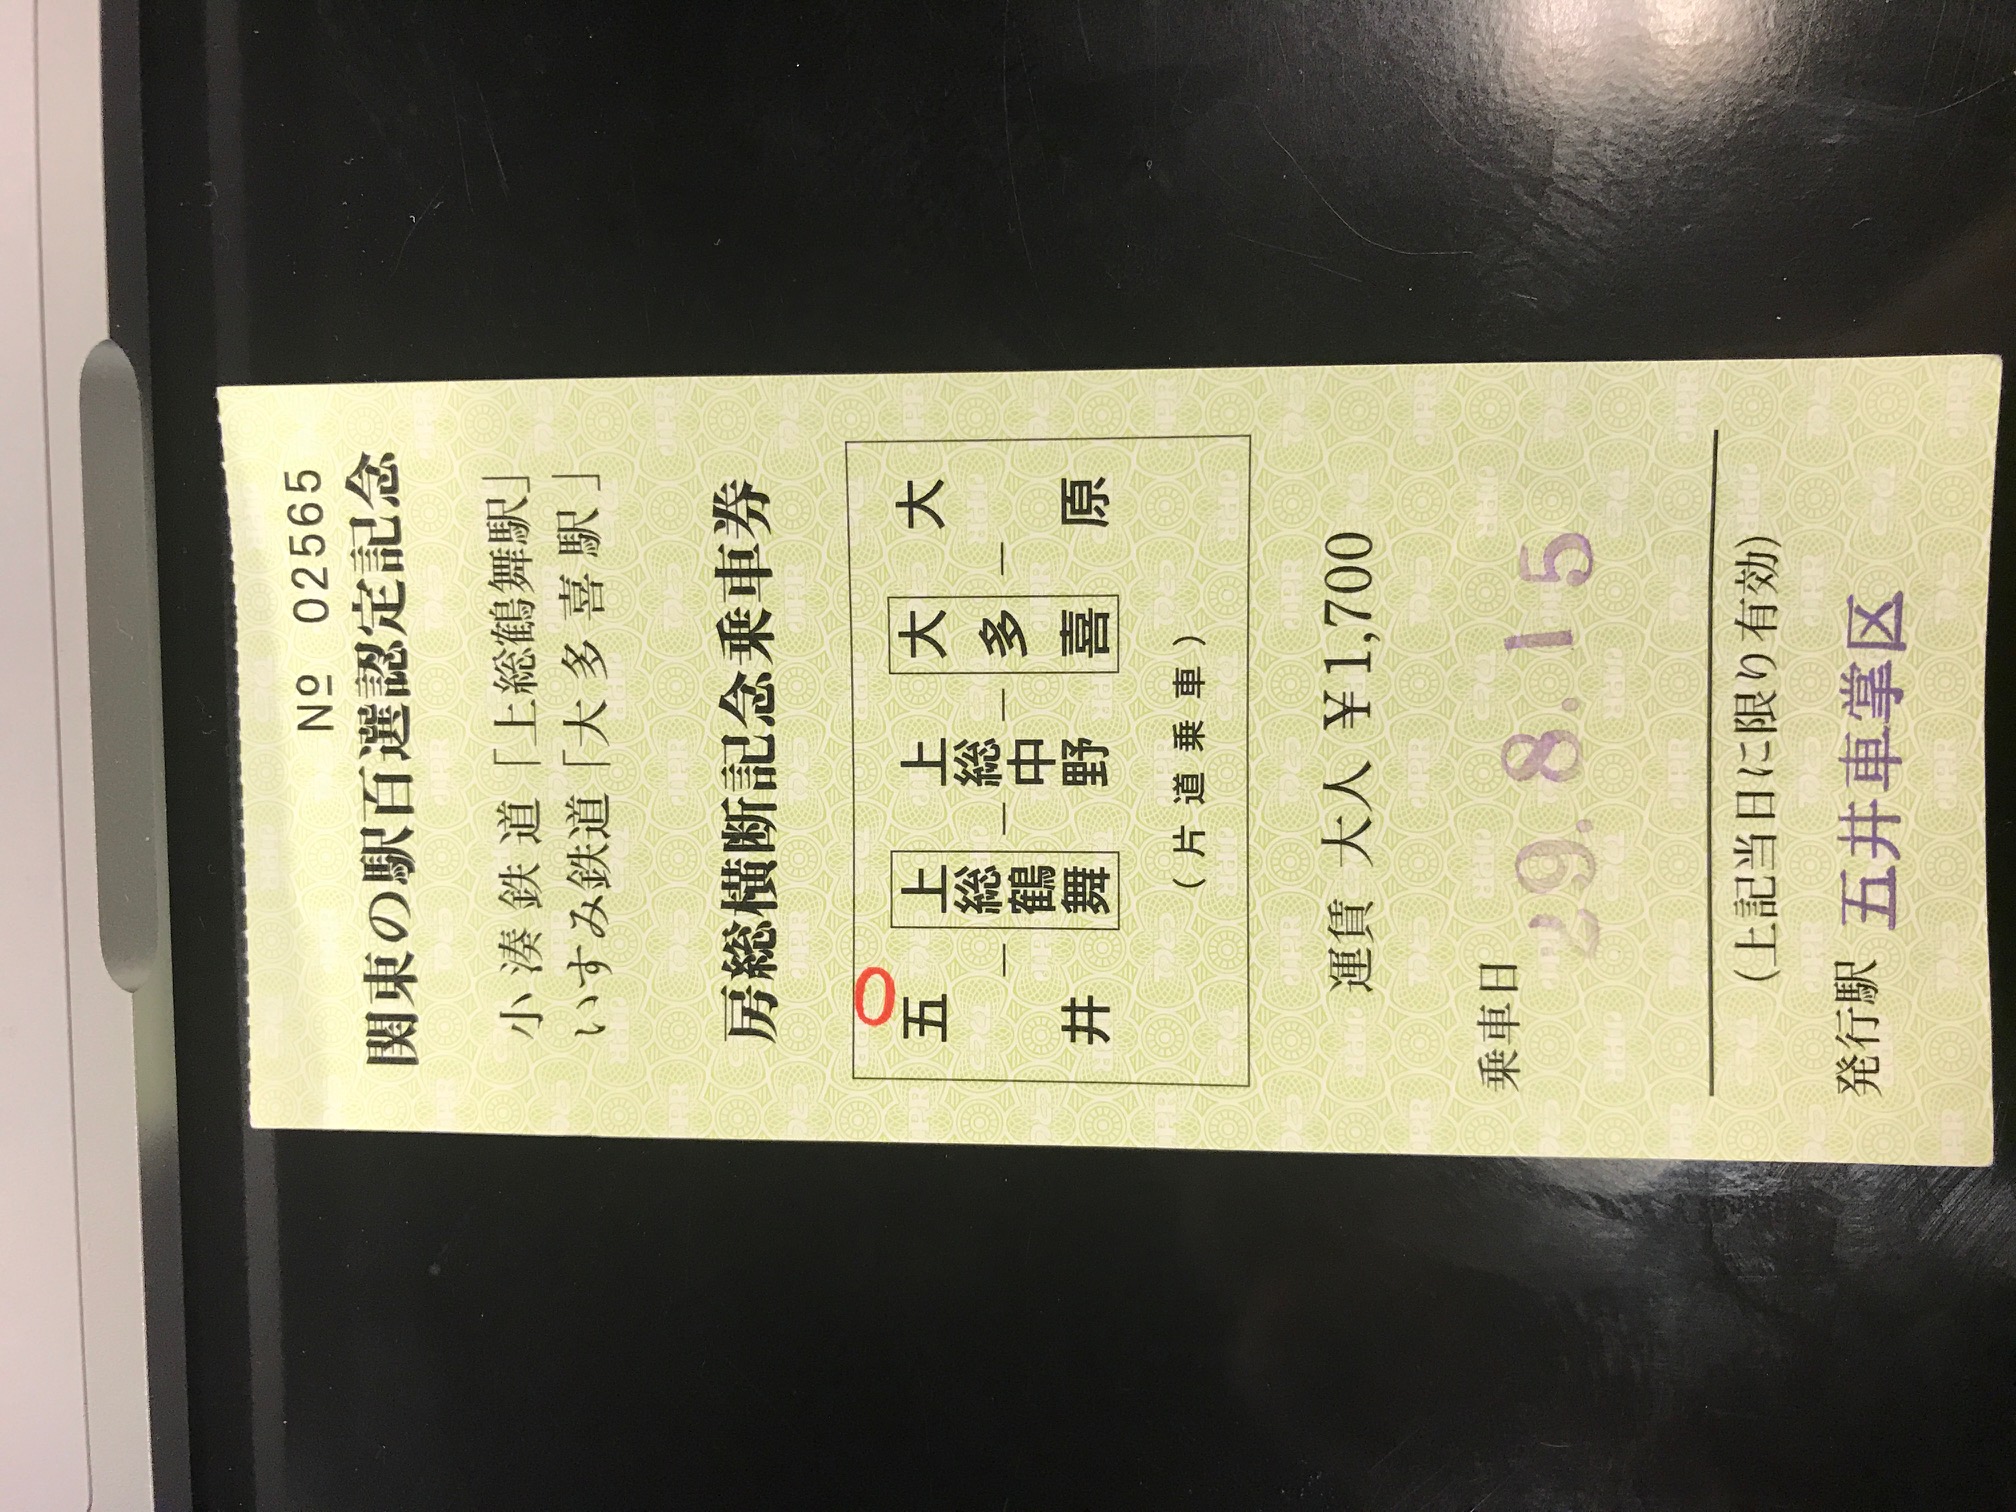 № 02565
関東の駅百選認定記念
小湊鉄道「上総鶴舞駅」
いすみ鉄道「大多喜駅」
房総横断記念乗車券
五井―上総鶴舞―上総中野―大多喜―大原
(片道乗車)
運賃 大人 ¥1,700
乗車日 29.8.15
(上記当日に限り有効)
発行駅 五井車掌区